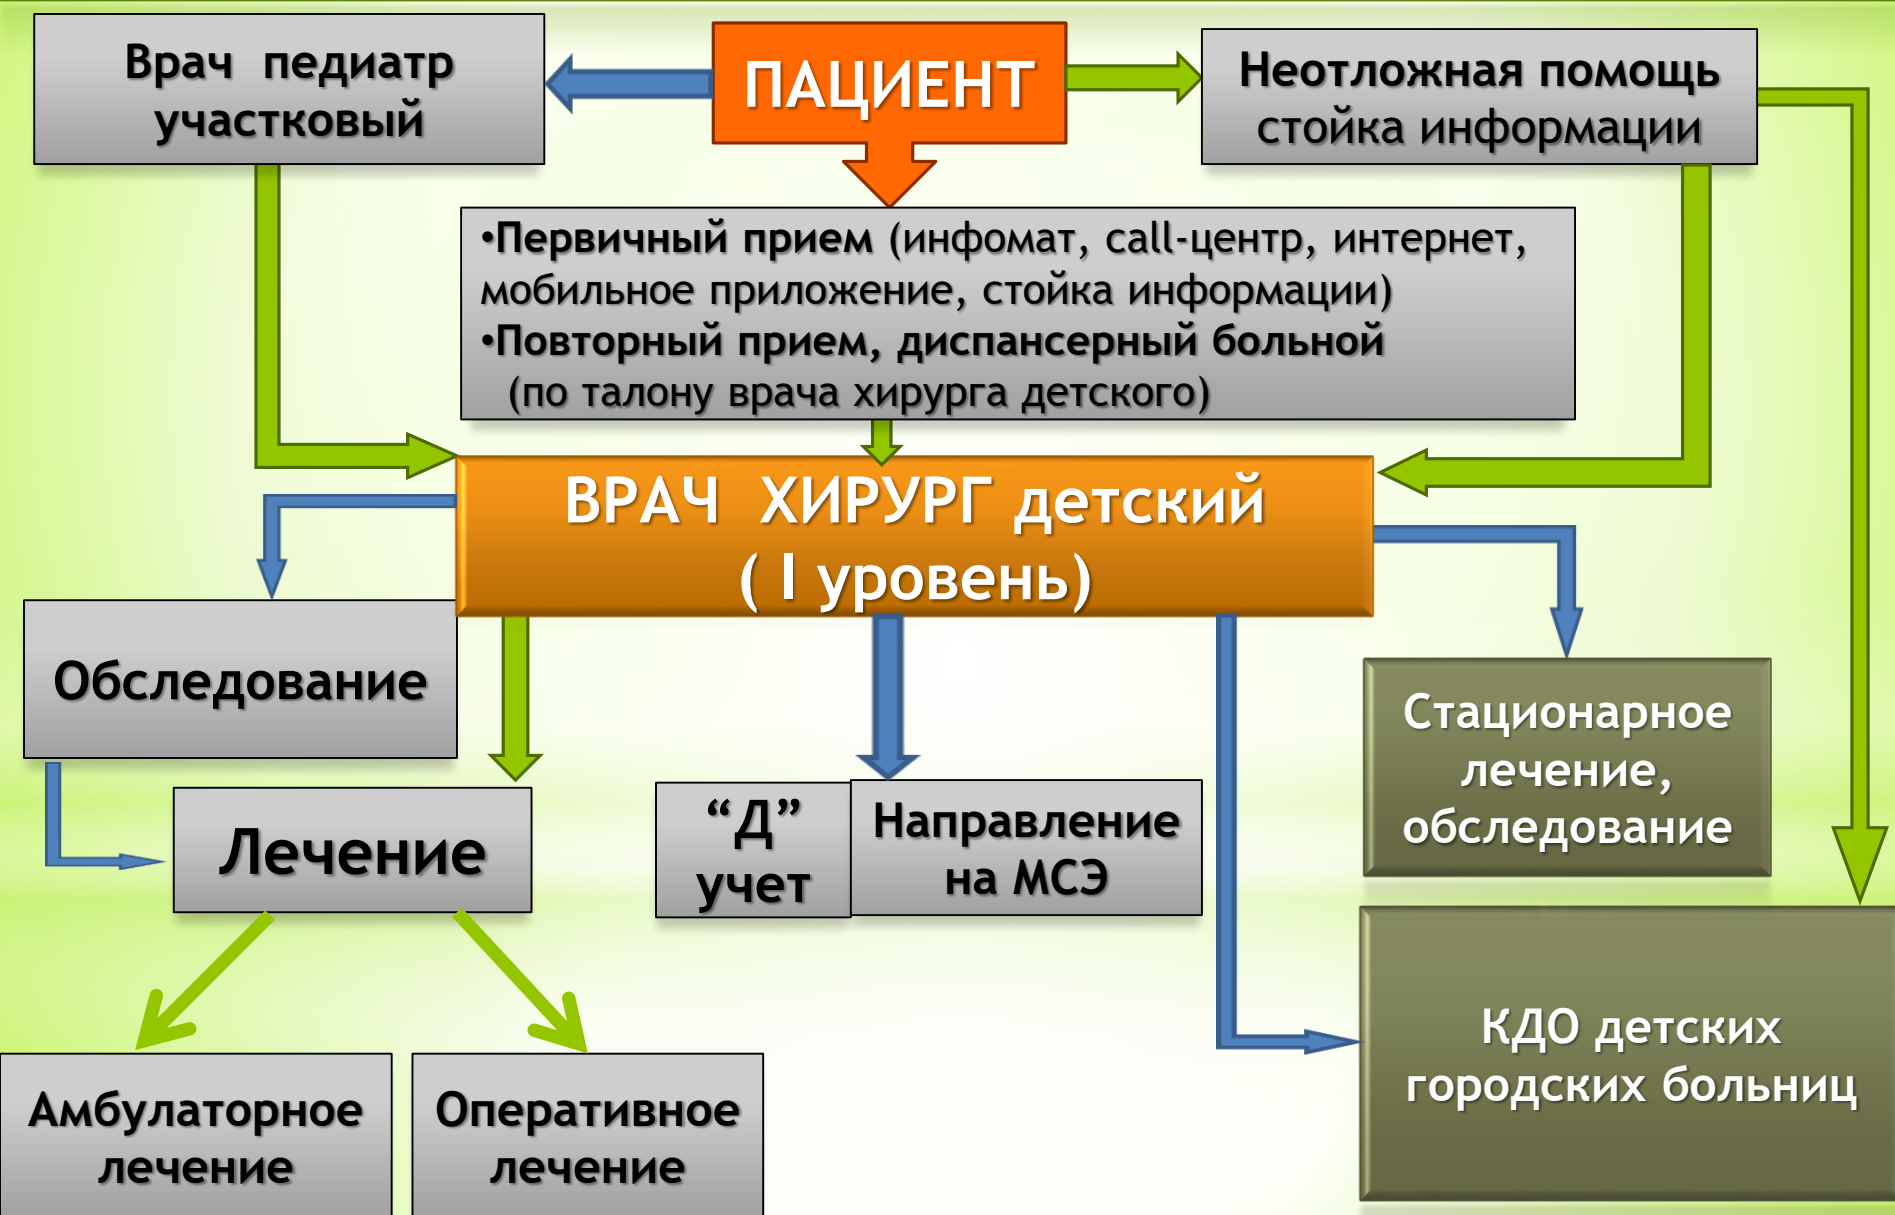 Врач педиатр
участковый
ПАЦИЕНТ
Неотложная помощь
стойка информации
•Первичный прием (инфомат, call-центр, интернет,
мобильное приложение, стойка информации)
•Повторный прием, диспансерный больной
(по талону врача хирурга детского)
ВРАЧ ХИРУРГ детский
( I уровень)
Обследование
Лечение
“Д”
учет
Направление
на МСЭ
Стационарное
лечение,
обследование
КДО детских
городских больниц
Амбулаторное
лечение
Оперативное
лечение